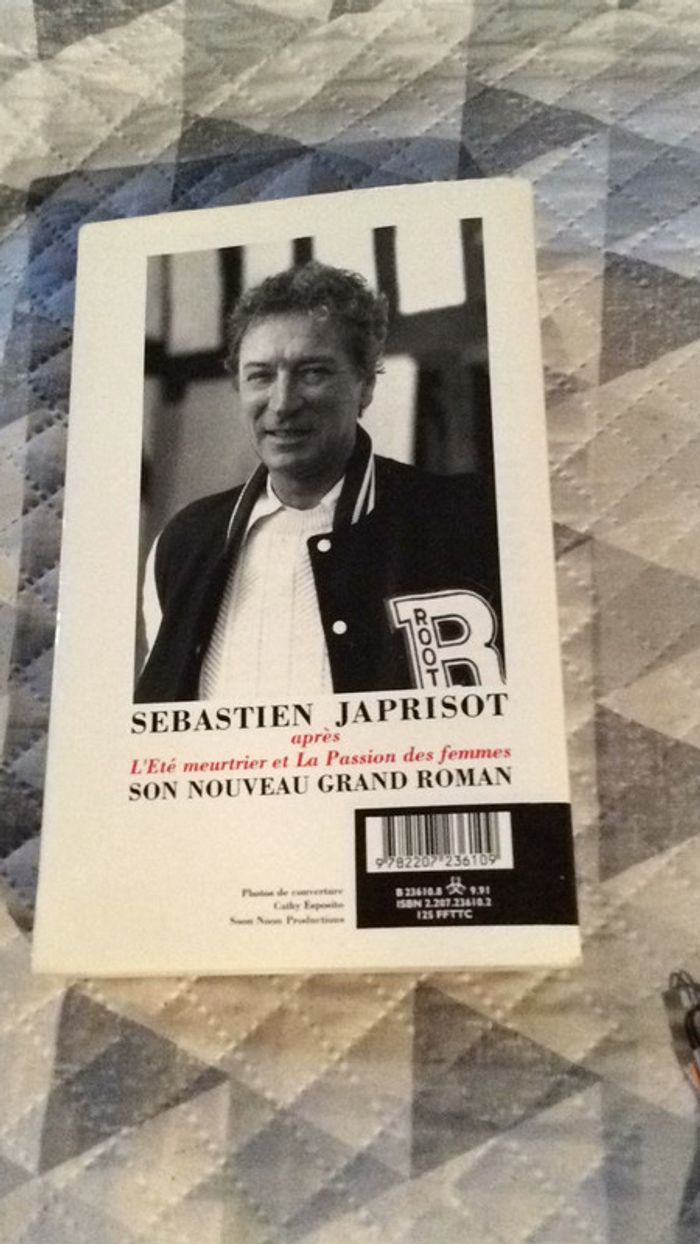 R
ROOT
SEBASTIEN JAPRISOT
après
L'Eté meurtrier et La Passion des femmes
SON NOUVEAU GRAND ROMAN
9782207236109
B 23610.8 9.91
ISBN 2.207.23610.2
125 FFTTC
Photos de couverture
Cathy Esposito
Soon Noon Productions